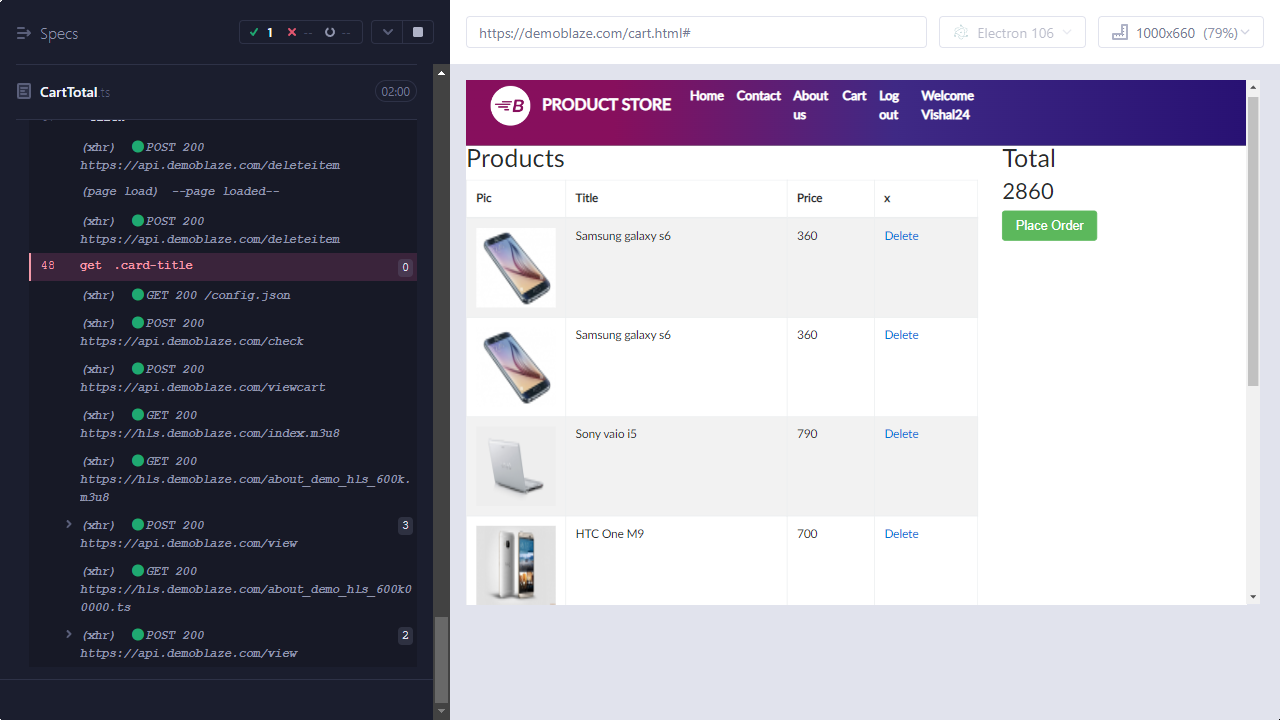 Specs
1
--
--
CartTotal.ts
02:00
(xhr) POST 200
https://api.demoblaze.com/deleteitem
(page load) --page loaded--
(xhr) POST 200
https://api.demoblaze.com/deleteitem
48 get .card-title 0
(xhr) GET 200 /config.json
(xhr) POST 200
https://api.demoblaze.com/check
(xhr) POST 200
https://api.demoblaze.com/viewcart
(xhr) GET 200
https://hls.demoblaze.com/index.m3u8
(xhr) GET 200
https://hls.demoblaze.com/about_demo_hls_600k.
m3u8
(xhr) POST 200 3
https://api.demoblaze.com/view
(xhr) GET 200
https://hls.demoblaze.com/about_demo_hls_600k0
0000.ts
(xhr) POST 200 2
https://api.demoblaze.com/view
https://demoblaze.com/cart.html#
Electron 106
1000x660 (79%)
B PRODUCT STORE
Home
Contact
About
us
Cart
Log
out
Welcome
Vishal24
Products
Pic Title Price x
Samsung galaxy s6 360 Delete
Samsung galaxy s6 360 Delete
Sony vaio i5 790 Delete
HTC One M9 700 Delete
Total
2860
Place Order